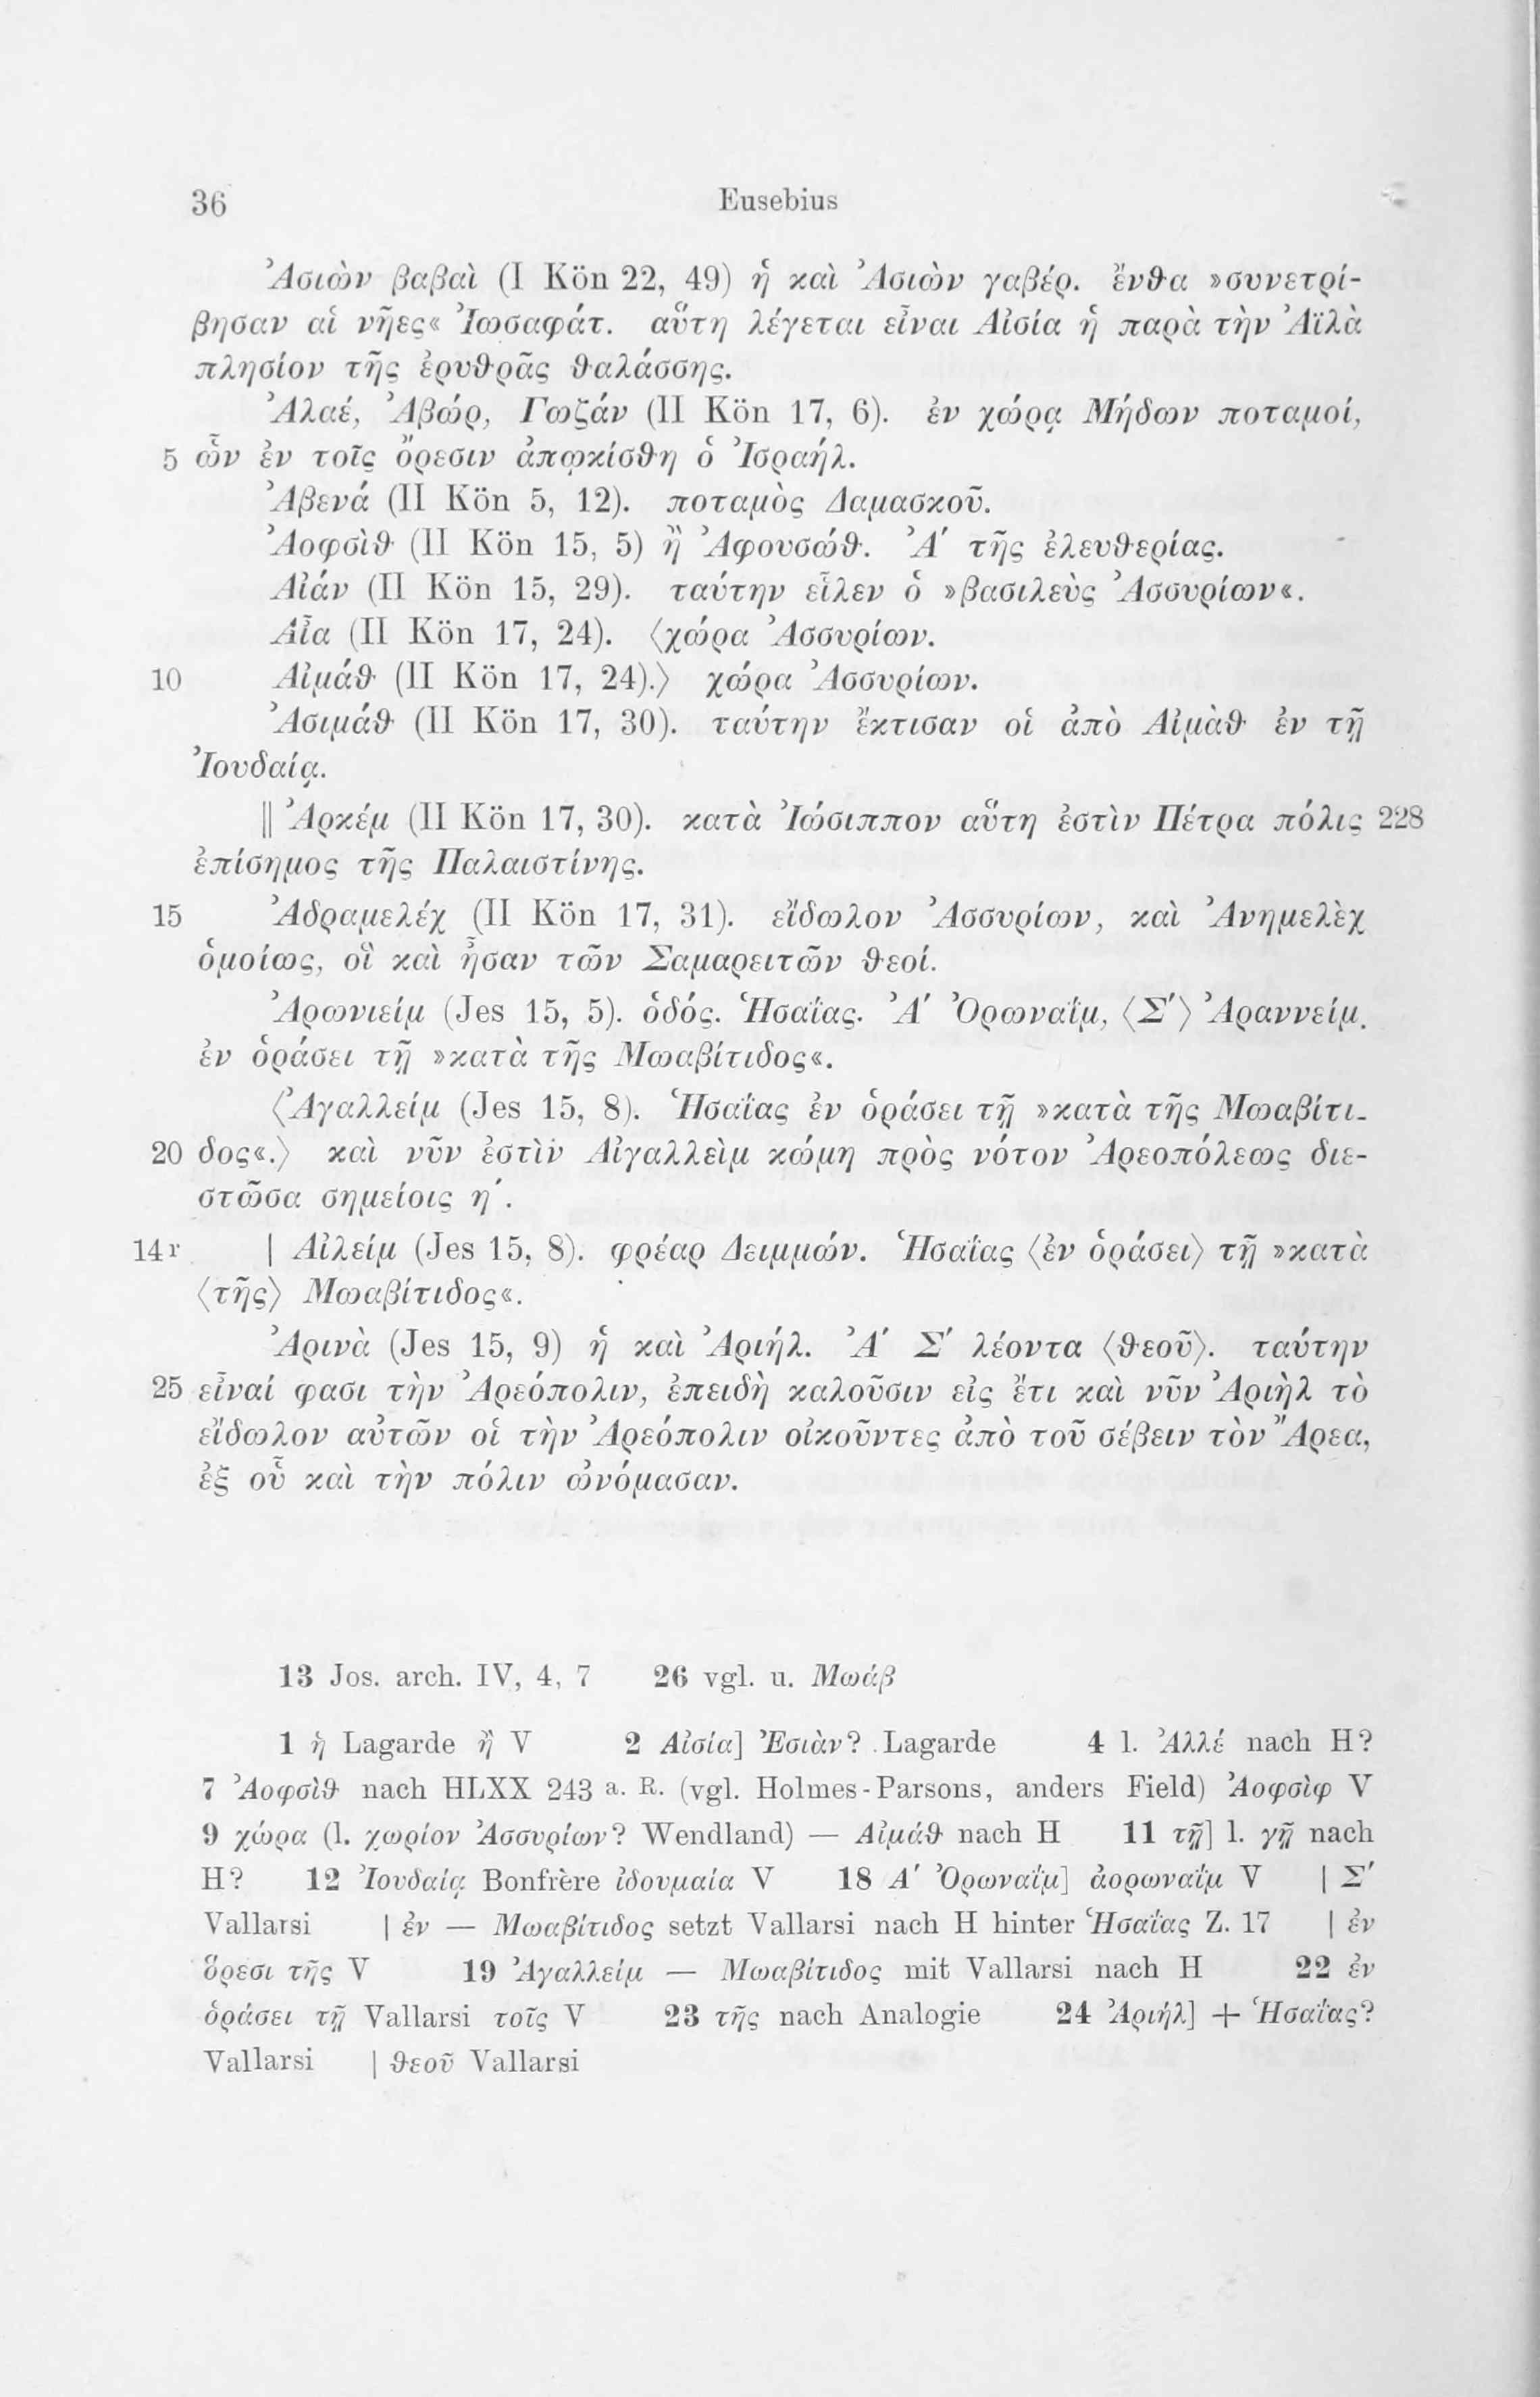 36 Eusebius
Ἀσιὼν βαβαὶ (I Kön 22, 49) ἡ καὶ Ἀσιὼν γαβέρ. ἔνθα »συνετρί-
βησαν αἱ νῆες« Ἰωσαφάτ. αὕτη λέγεται εἶναι Αἰσία ἡ παρὰ τὴν Ἀϊλὰ
πλησίον τῆς ἐρυθρᾶς θαλάσσης.
Ἀλαέ, Ἀβώρ, Γωζάν (II Kön 17, 6). ἐν χώρᾳ Μήδων ποταμοί,
5 ὧν ἐν τοῖς ὄρεσιν ἀπῳκίσθη ὁ Ἰσραήλ.
Ἀβενά (II Kön 5, 12). ποταμὸς Δαμασκοῦ.
Ἀοφσὶθ (II Kön 15, 5) ἢ Ἀφουσώθ. Ἀ′ τῆς ἐλευθερίας.
Αἰάν (II Kön 15, 29). ταύτην εἷλεν ὁ »βασιλεὺς Ἀσσυρίων«.
Αἶα (II Kön 17, 24). ⟨χώρα Ἀσσυρίων.
10 Αἰμάθ (II Kön 17, 24).⟩ χώρα Ἀσσυρίων.
Ἀσιμάθ (II Kön 17, 30). ταύτην ἔκτισαν οἱ ἀπὸ Αἰμὰθ ἐν τῇ
Ἰουδαίᾳ.
‖ Ἀρκέμ (II Kön 17, 30). κατὰ Ἰώσιππον αὕτη ἐστὶν Πέτρα πόλις 228
ἐπίσημος τῆς Παλαιστίνης.
15 Ἀδραμελέχ (II Kön 17, 31). εἴδωλον Ἀσσυρίων, καὶ Ἀνημελὲχ
ὁμοίως, οἳ καὶ ἦσαν τῶν Σαμαρειτῶν θεοί.
Ἀρωνιείμ (Jes 15, 5). ὁδός. Ἡσαΐας. Ἀ′ Ὀρωναΐμ, ⟨Σ′⟩ Ἀραννείμ.
ἐν ὁράσει τῇ »κατὰ τῆς Μωαβίτιδος«.
⟨Ἀγαλλείμ (Jes 15, 8). Ἡσαΐας ἐν ὁράσει τῇ »κατὰ τῆς Μωαβίτι-
20 δος«.⟩ καὶ νῦν ἐστὶν Αἰγαλλεὶμ κώμη πρὸς νότον Ἀρεοπόλεως διε-
στῶσα σημείοις η′.
14r | Αἰλείμ (Jes 15, 8). φρέαρ Δειμμών. Ἡσαΐας ⟨ἐν ὁράσει⟩ τῇ »κατὰ
⟨τῆς⟩ Μωαβίτιδος«.
Ἀρινὰ (Jes 15, 9) ἡ καὶ Ἀριήλ. Ἀ′ Σ′ λέοντα ⟨θεοῦ⟩. ταύτην
25 εἶναί φασι τὴν Ἀρεόπολιν, ἐπειδὴ καλοῦσιν εἰς ἔτι καὶ νῦν Ἀριὴλ τὸ
εἴδωλον αὐτῶν οἱ τὴν Ἀρεόπολιν οἰκοῦντες ἀπὸ τοῦ σέβειν τὸν Ἄρεα,
ἐξ οὗ καὶ τὴν πόλιν ὠνόμασαν.
13 Jos. arch. IV, 4, 7 26 vgl. u. Μωάβ
1 ἡ Lagarde ἢ V 2 Αἰσία] Ἐσιὰν? Lagarde 4 l. Ἀλλέ nach H?
7 Ἀοφσὶθ nach HLXX 243 a. R. (vgl. Holmes-Parsons, anders Field) Ἀοφσὶφ V
9 χώρα (l. χωρίον Ἀσσυρίων? Wendland) — Αἰμάθ nach H 11 τῇ] l. γῇ nach
H? 12 Ἰουδαίᾳ Bonfrère ἰδουμαία V 18 Ἀ′ Ὀρωναΐμ] ἀορωναΐμ V | Σ′
Vallarsi | ἐν — Μωαβίτιδος setzt Vallarsi nach H hinter Ἡσαΐας Z. 17 | ἐν
ὄρεσι τῆς V 19 Ἀγαλλείμ — Μωαβίτιδος mit Vallarsi nach H 22 ἐν
ὁράσει τῇ Vallarsi τοῖς V 23 τῆς nach Analogie 24 Ἀριήλ] + Ἡσαΐας?
Vallarsi | θεοῦ Vallarsi